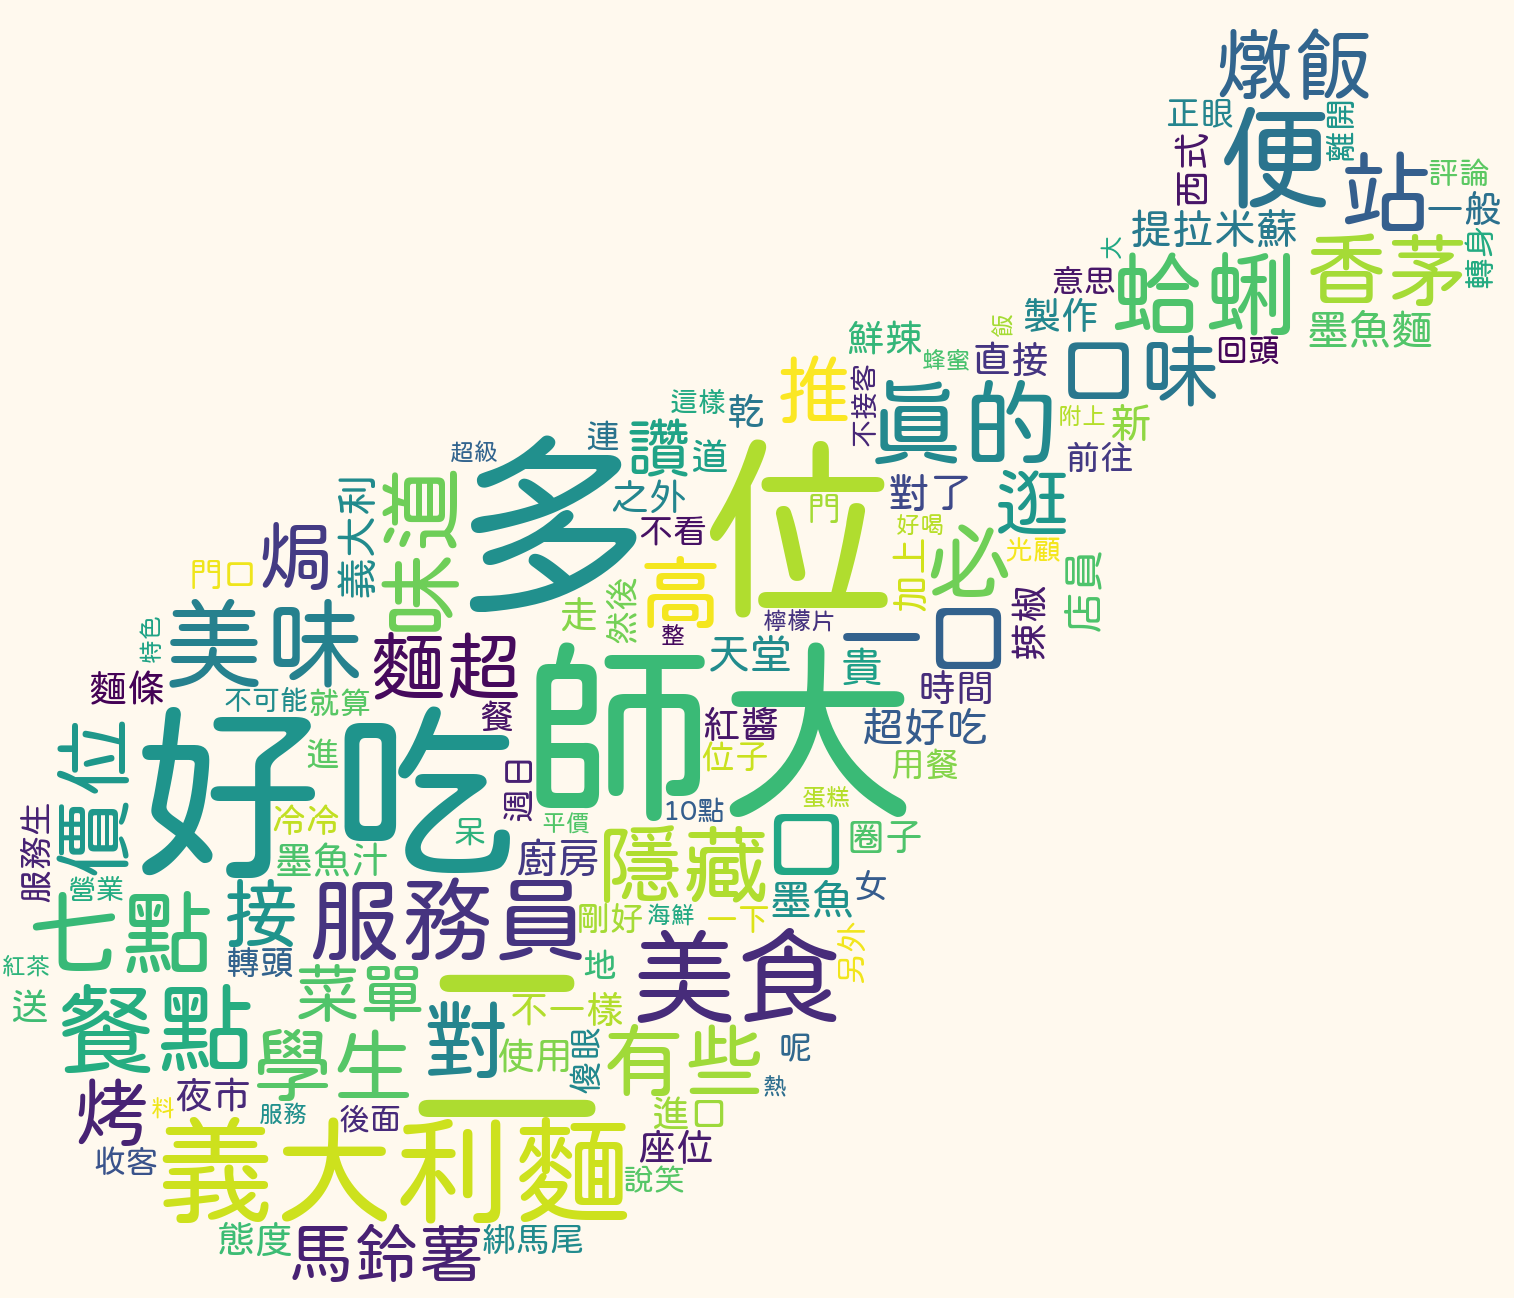 燉飯
正眼
便
離開
西式
站
評論
一般
提拉米蘇
香茅
轉身
大
意思
蛤蜊
製作
墨魚麵
飯
鮮辣
蜂蜜
直接
口味
回頭
推
不接客
真的
附上
新
這樣
乾
前往
連
讚
道
超級
多
位
之外
門
對了
逛
義大利
味道
不看
好喝
必
光顧
加上
焗
門口
高
店員
走
然後
整
檸檬片
一
口
辣椒
美味
特色
麵超
天堂
貴
麵條
不可能
就算
時間
餐
師大
紅醬
超好吃
好吃
進
位子
用餐
價位
週日
10點
蛋糕
服務生
冷冷
呆
平價
口
圈子
墨魚汁
廚房
隱藏
營業
墨魚
女
七點
接
服務員
剛好
海鮮
一下
另外
轉頭
美食
紅茶
地
送
餐點
菜單
一
不一樣
學生
對
使用
傻眼
有些
呢
熱
烤
夜市
料
服務
後面
一
進口
收客
義大利麵
座位
說笑
態度
馬鈴薯
綁馬尾